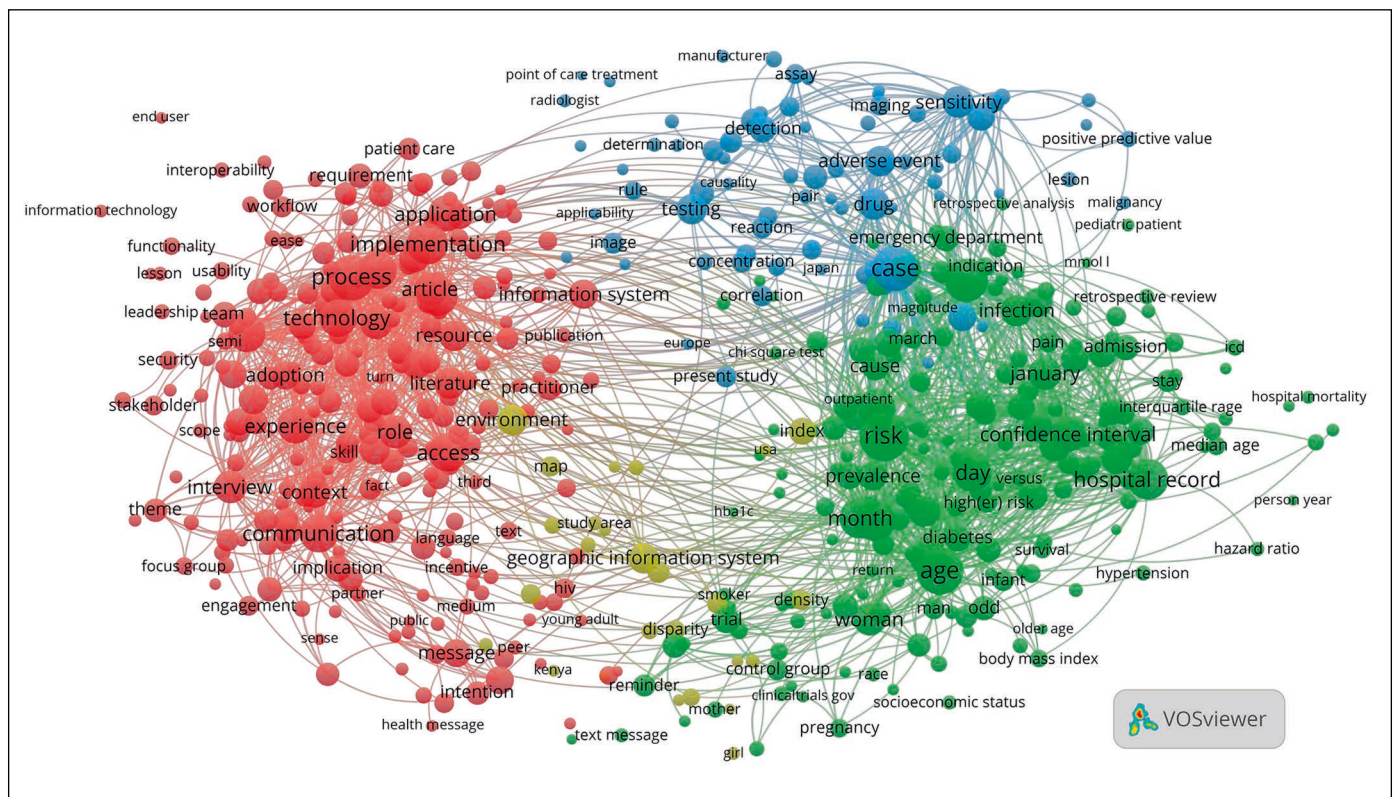 manufacturer
point of care treatment
assay
radiologist
imaging
sensitivity
end user
detection
positive predictive value
patient care
determination
interoperability
requirement
causality
adverse event
pair
lesion
information technology
workflow
application
rule
testing
drug
retrospective analysis
malignancy
applicability
reaction
pediatric patient
functionality
ease
implementation
image
emergency department
lesson
usability
process
article
concentration
japan
case
indication
mmol l
information system
correlation
retrospective review
leadership
team
technology
magnitude
infection
semi
resource
publication
europe
march
pain
admission
icd
security
chi square test
cause
adoption
turn
literature
practitioner
present study
january
stay
stakeholder
outpatient
interquartile rage
hospital mortality
scope
experience
role
environment
index
risk
confidence interval
median age
skill
access
usa
map
prevalence
day
versus
hospital record
interview
fact
third
context
person year
theme
hba1c
high(er) risk
study area
month
communication
text
language
diabetes
survival
hazard ratio
focus group
implication
incentive
geographic information system
return
age
infant
hypertension
partner
hiv
engagement
medium
smoker
density
man
odd
public
young adult
trial
woman
sense
peer
disparity
older age
message
kenya
control group
body mass index
intention
reminder
race
clinicaltrials gov
socioeconomic status
mother
health message
text message
pregnancy
girl
VOSviewer